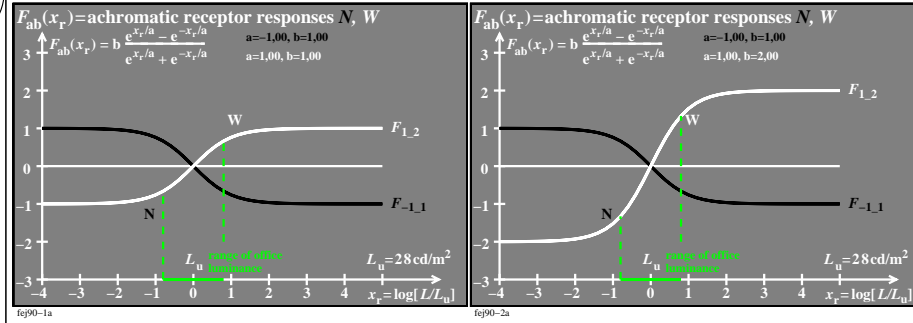 F_ab(x_r)=achromatic receptor responses N, W
F_ab(x_r) = b (e^{x_r/a} − e^{−x_r/a}) / (e^{x_r/a} + e^{−x_r/a})
a=−1,00, b=1,00
a=1,00, b=1,00
3
2
1
0
−1
−2
−3
W
N
F_1_2
F_−1_1
L_u
range of office
luminance
L_u=28cd/m²
−4 −3 −2 −1 0 1 2 3 4
x_r=log[L/L_u]
fej90−1a
F_ab(x_r)=achromatic receptor responses N, W
F_ab(x_r) = b (e^{x_r/a} − e^{−x_r/a}) / (e^{x_r/a} + e^{−x_r/a})
a=−1,00, b=1,00
a=1,00, b=2,00
3
2
1
0
−1
−2
−3
W
N
F_1_2
F_−1_1
L_u
range of office
luminance
L_u=28cd/m²
−4 −3 −2 −1 0 1 2 3 4
x_r=log[L/L_u]
fej90−2a